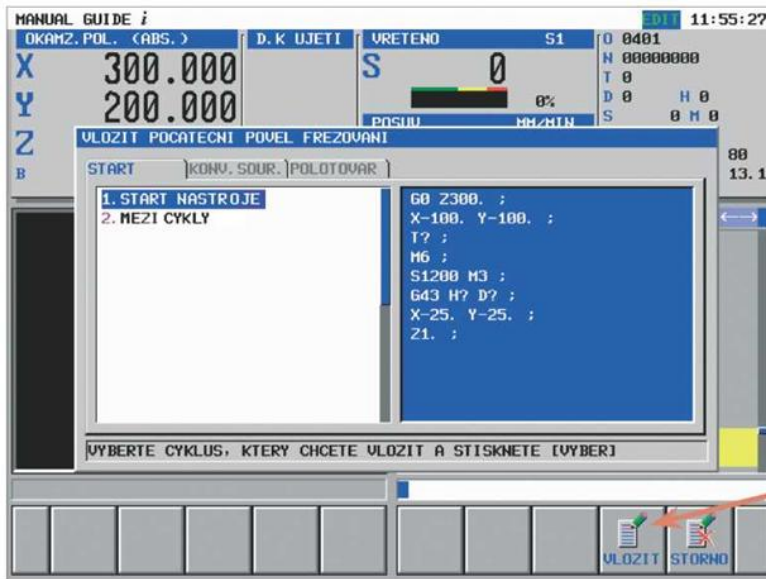 MANUAL GUIDE i EDIT 11:55:27
OKAMZ.POL. (ABS.) D.K UJETI VRETENO S1 O 0401
N 00000000
X 300.000 S 0 T 0
0% D 0 H 0
Y 200.000 POSUV MM/MIN S 0 M 0
VLOZIT POCATECNI POVEL FREZOVANI
Z 80
START KONV. SOUR. POLOTOVAR
B 13.1
1. START NASTROJE
2. MEZI CYKLY
G0 Z300. ;
X-100. Y-100. ;
T? ;
M6 ;
S1200 M3 ;
G43 H? D? ;
X-25. Y-25. ;
Z1. ;
VYBERTE CYKLUS, KTERY CHCETE VLOZIT A STISKNETE [VYBER]
VLOZIT STORNO